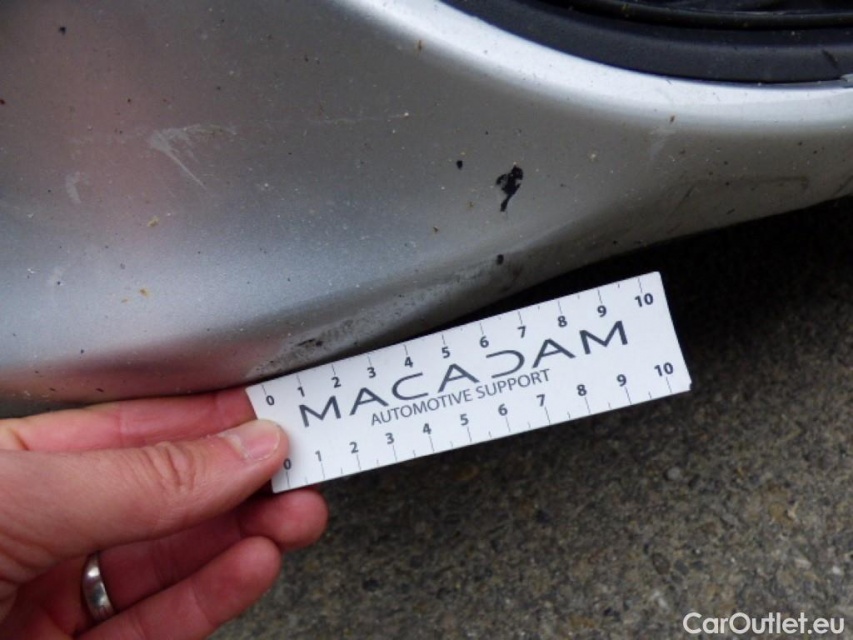 0 1 2 3 4 5 6 7 8 9 10
MACADAM
AUTOMOTIVE SUPPORT
0 1 2 3 4 5 6 7 8 9 10
CarOutlet.eu